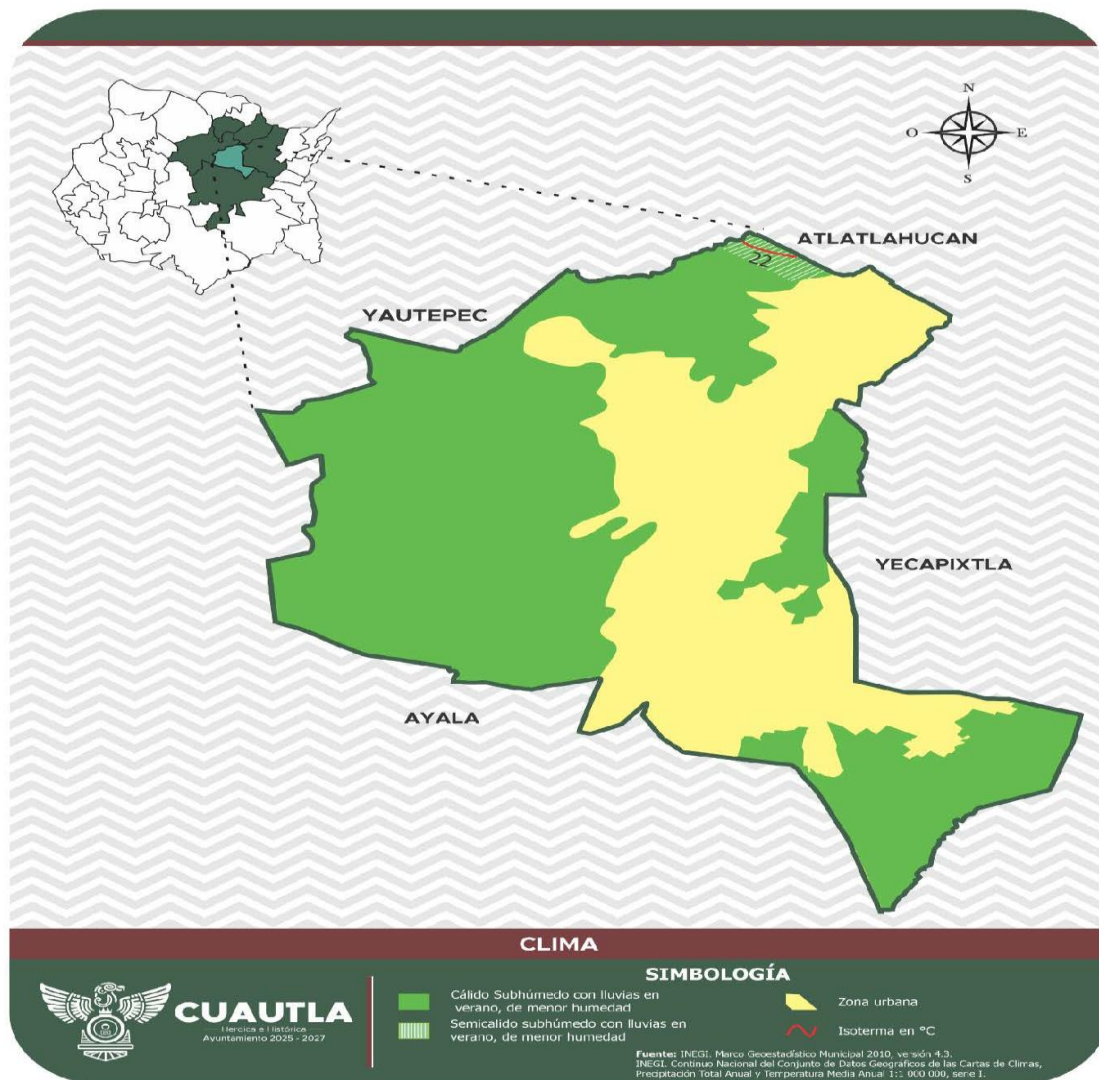 N
O
E
S
ATLATLAHUCAN
22
YAUTEPEC
YECAPIXTLA
AYALA
CLIMA
SIMBOLOGÍA
Cálido Subhúmedo con lluvias en
verano, de menor humedad
Semicalido subhúmedo con lluvias en
verano, de menor humedad
Zona urbana
Isoterma en °C
CUAUTLA
Heroica e Histórica
Ayuntamiento 2025 - 2027
Fuente: INEGI. Marco Geoestadístico Municipal 2010, versión 4.3.
INEGI. Continuo Nacional del Conjunto de Datos Geográficos de las Cartas de Climas,
Precipitación Total Anual y Temperatura Media Anual 1:1 000 000, serie I.